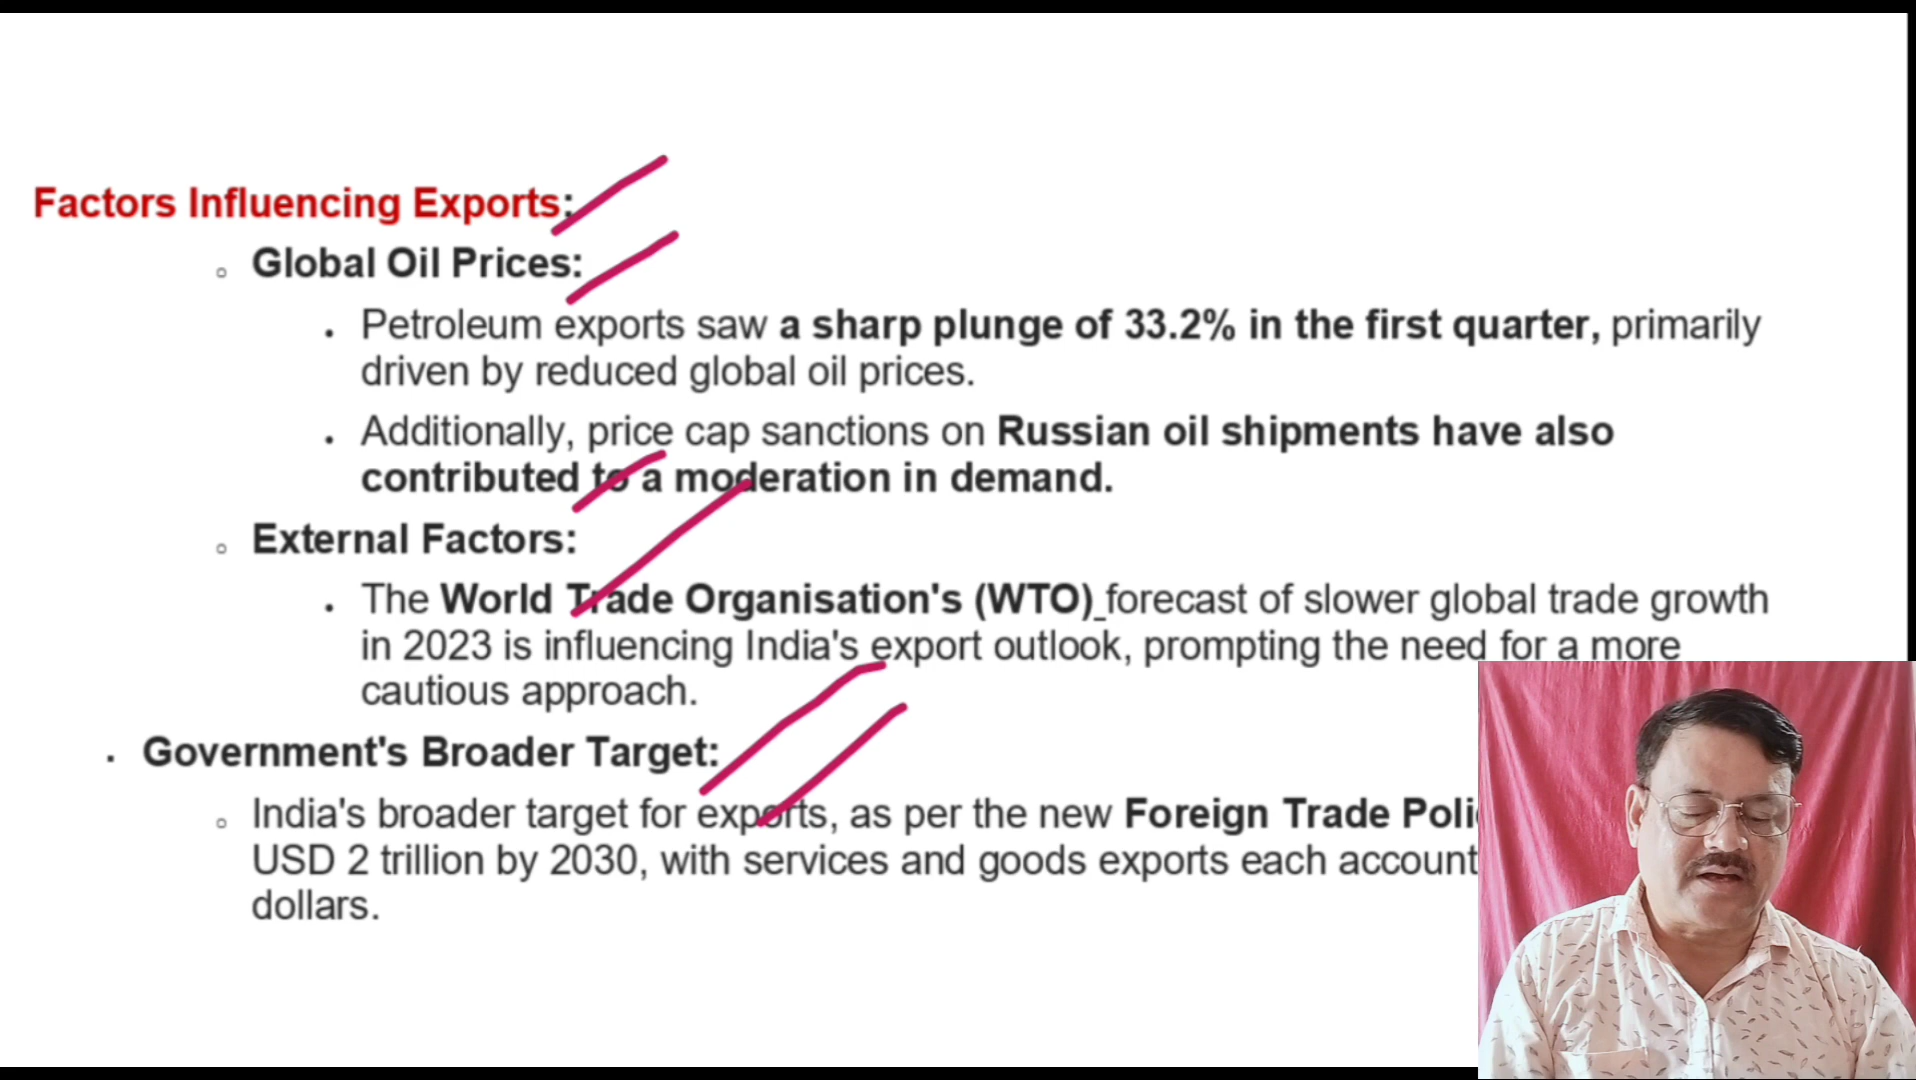 Factors Influencing Exports:
Global Oil Prices:
Petroleum exports saw a sharp plunge of 33.2% in the first quarter, primarily
driven by reduced global oil prices.
Additionally, price cap sanctions on Russian oil shipments have also
contributed to a moderation in demand.
External Factors:
The World Trade Organisation's (WTO) forecast of slower global trade growth
in 2023 is influencing India's export outlook, prompting the need for a more
cautious approach.
Government's Broader Target:
India's broader target for exports, as per the new Foreign Trade
USD 2 trillion by 2030, with services and goods exports each
dollars.